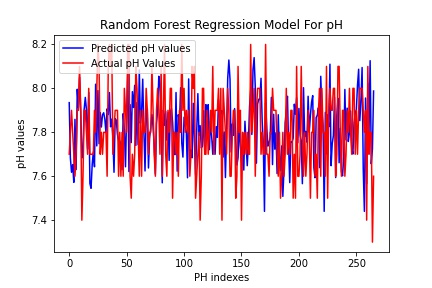 Random Forest Regression Model For pH
Predicted pH values
Actual pH Values
8.2
8.0
7.8
7.6
7.4
pH values
0
50
100
150
200
250
PH indexes